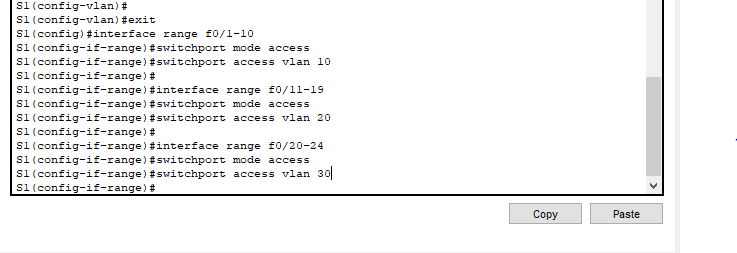 S1(config-vlan)#
S1(config-vlan)#exit
S1(config)#interface range f0/1-10
S1(config-if-range)#switchport mode access
S1(config-if-range)#switchport access vlan 10
S1(config-if-range)#
S1(config-if-range)#interface range f0/11-19
S1(config-if-range)#switchport mode access
S1(config-if-range)#switchport access vlan 20
S1(config-if-range)#
S1(config-if-range)#interface range f0/20-24
S1(config-if-range)#switchport mode access
S1(config-if-range)#switchport access vlan 30
S1(config-if-range)#
Copy
Paste